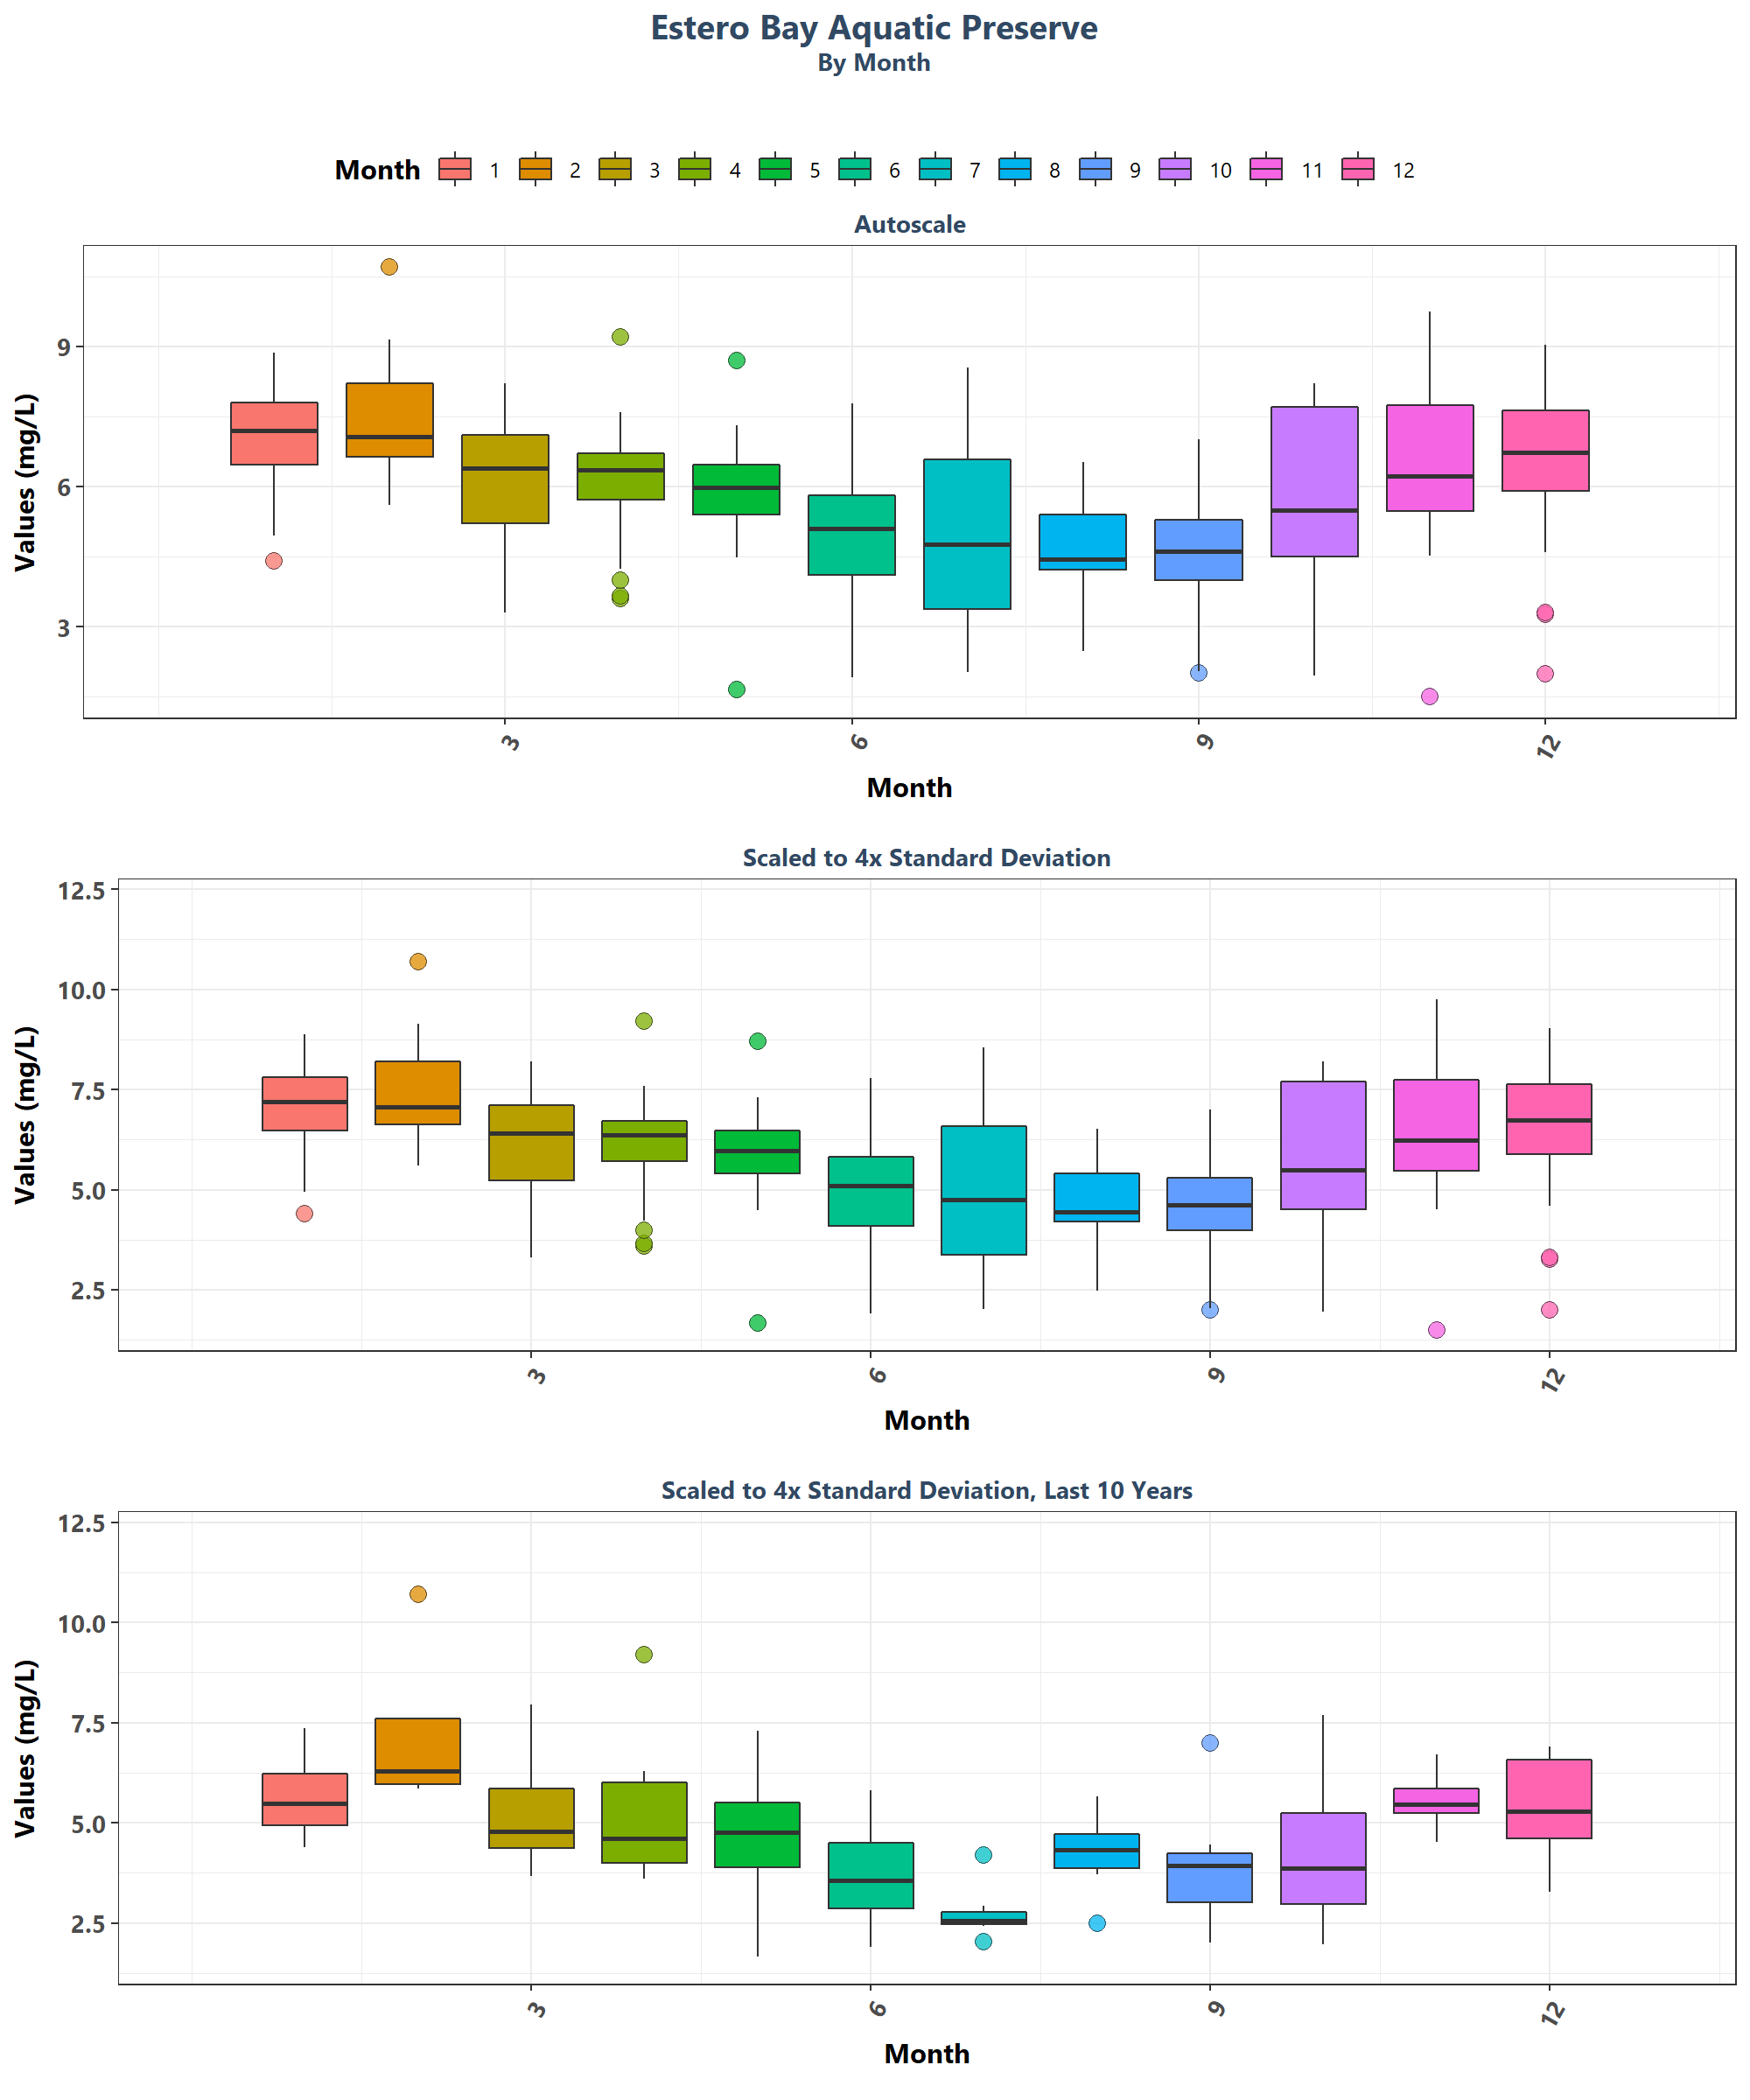 Estero Bay Aquatic Preserve
By Month
Month 1 2 3 4 5 6 7 8 9 10 11 12
Autoscale
Values (mg/L)
9
6
3
3 6 9 12
Month
Scaled to 4x Standard Deviation
Values (mg/L)
12.5
10.0
7.5
5.0
2.5
3 6 9 12
Month
Scaled to 4x Standard Deviation, Last 10 Years
Values (mg/L)
12.5
10.0
7.5
5.0
2.5
3 6 9 12
Month